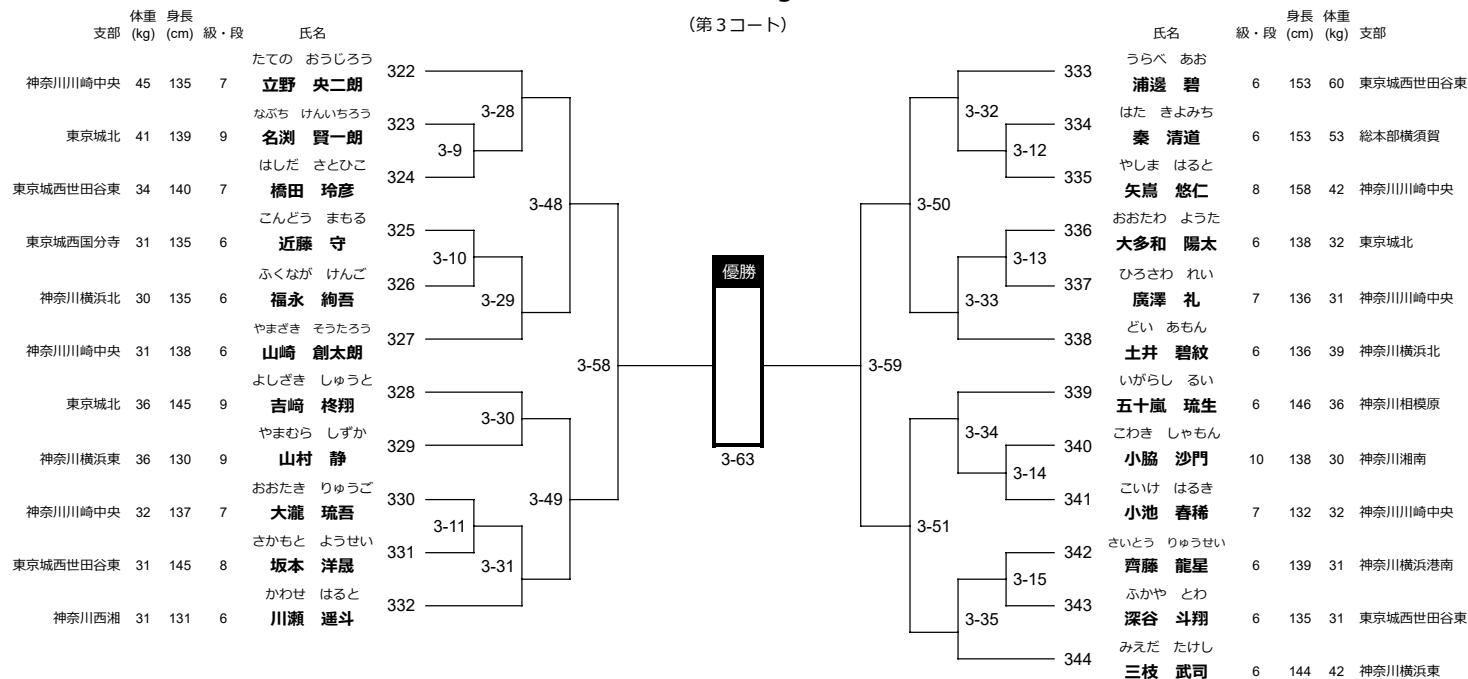 （第３コート）
支部 体重(kg) 身長(cm) 級・段 氏名
神奈川川崎中央 45 135 7 たての おうじろう 立野 央二朗 322
東京城北 41 139 9 なぶち けんいちろう 名渕 賢一朗 323
東京城西世田谷東 34 140 7 はしだ さとひこ 橋田 玲彦 324
東京城西国分寺 31 135 6 こんどう まもる 近藤 守 325
神奈川横浜北 30 135 6 ふくなが けんご 福永 絢吾 326
神奈川川崎中央 31 138 6 やまざき そうたろう 山崎 創太朗 327
東京城北 36 145 9 よしざき しゅうと 吉﨑 柊翔 328
神奈川横浜東 36 130 9 やまむら しずか 山村 静 329
神奈川川崎中央 32 137 7 おおたき りゅうご 大瀧 琉吾 330
東京城西世田谷東 31 145 8 さかもと ようせい 坂本 洋晟 331
神奈川西湘 31 131 6 かわせ はると 川瀬 遥斗 332
3-28
3-9
3-48
3-10
3-29
3-58
3-30
3-49
3-11
3-31
優勝
3-63
3-32
3-12
3-50
3-13
3-33
3-59
3-34
3-14
3-51
3-15
3-35
氏名 級・段 身長(cm) 体重(kg) 支部
333 うらべ あお 浦邊 碧 6 153 60 東京城西世田谷東
334 はた きよみち 秦 清道 6 153 53 総本部横須賀
335 やしま はると 矢嶌 悠仁 8 158 42 神奈川川崎中央
336 おおたわ ようた 大多和 陽太 6 138 32 東京城北
337 ひろさわ れい 廣澤 礼 7 136 31 神奈川川崎中央
338 どい あもん 土井 碧紋 6 136 39 神奈川横浜北
339 いがらし るい 五十嵐 琉生 6 146 36 神奈川相模原
340 こわき しゃもん 小脇 沙門 10 138 30 神奈川湘南
341 こいけ はるき 小池 春稀 7 132 32 神奈川川崎中央
342 さいとう りゅうせい 齊藤 龍星 6 139 31 神奈川横浜港南
343 ふかや とわ 深谷 斗翔 6 135 31 東京城西世田谷東
344 みえだ たけし 三枝 武司 6 144 42 神奈川横浜東